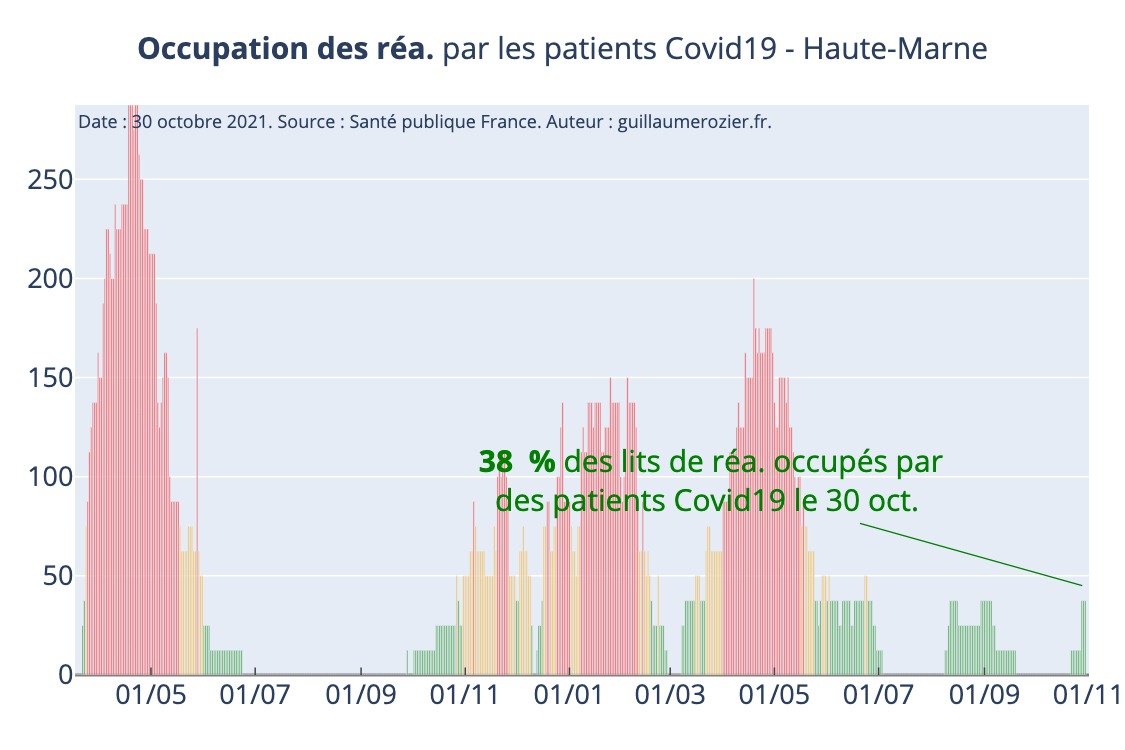 Occupation des réa. par les patients Covid19 - Haute-Marne
Date : 30 octobre 2021. Source : Santé publique France. Auteur : guillaumerozier.fr.
250
200
150
100
50
0
38 % des lits de réa. occupés par
des patients Covid19 le 30 oct.
01/05 01/07 01/09 01/11 01/01 01/03 01/05 01/07 01/09 01/11